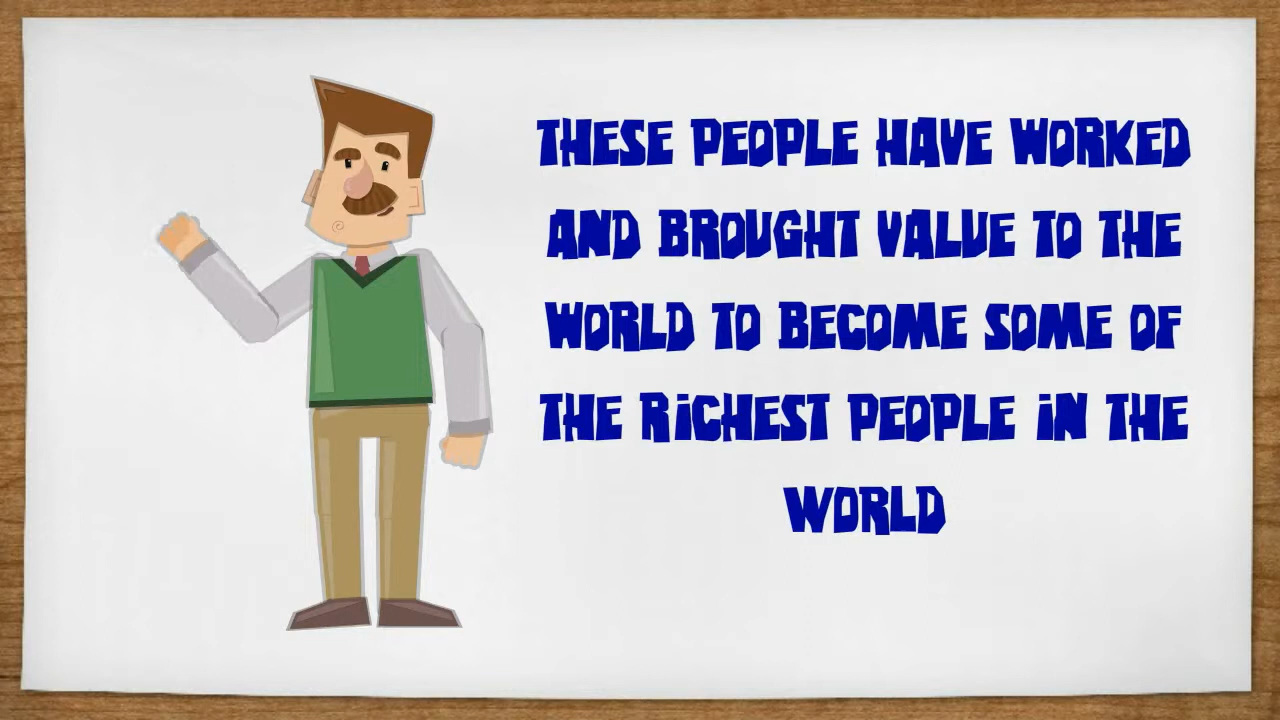 THESE PEOPLE HAVE WORKED
AND BROUGHT VALUE TO THE
WORLD TO BECOME SOME OF
THE RiCHEST PEOPLE iN THE
WORLD